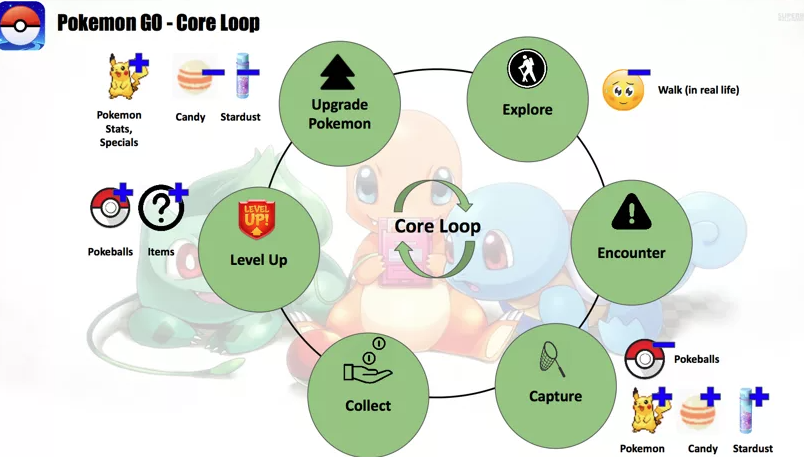 Pokemon GO - Core Loop
Upgrade
Pokemon
Explore
Walk (in real life)
Pokemon
Stats,
Specials
Candy
Stardust
Pokeballs
Items
LEVEL
UP!
Level Up
Core Loop
Encounter
Collect
Capture
Pokeballs
Pokemon
Candy
Stardust